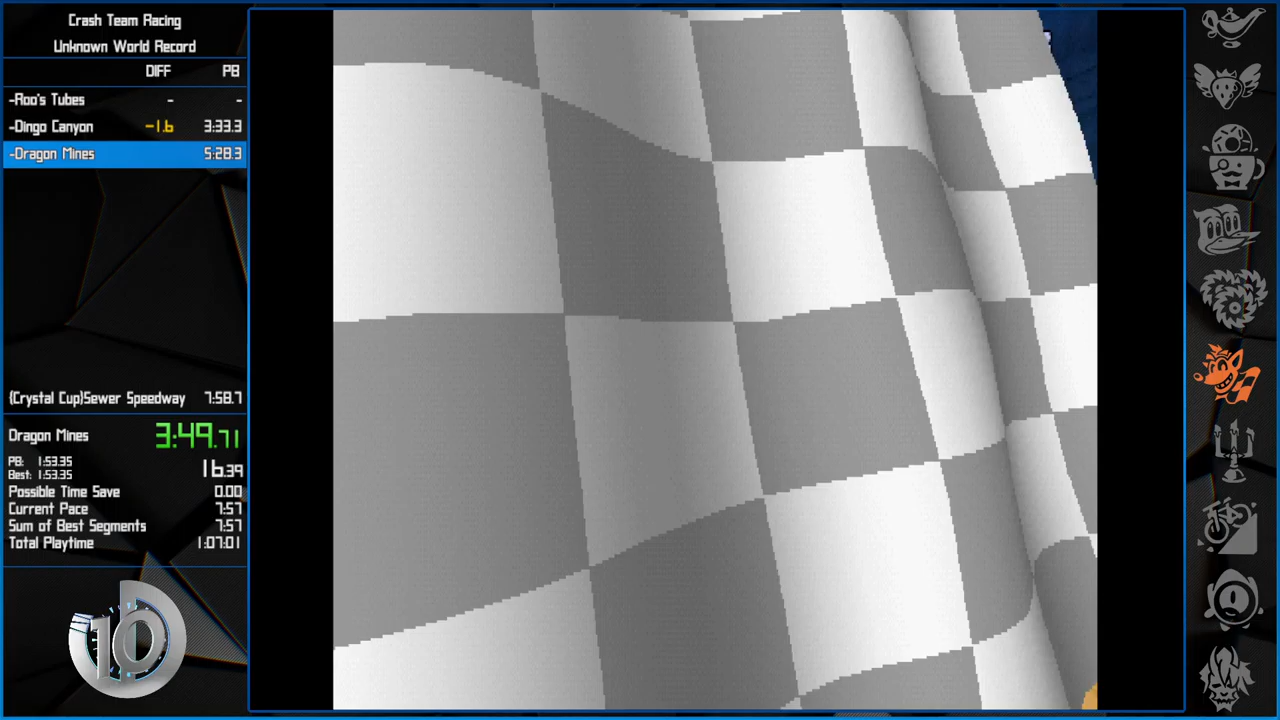 Crash Team Racing
Unknown World Record
DIFF PB
-Roo's Tubes - -
-Dingo Canyon -1.6 3:33.3
-Dragon Mines 5:28.3
(Crystal Cup)Sewer Speedway 7:58.7
Dragon Mines 3:49.71
PB: 1:53.35 16.39
Best: 1:53.35
Possible Time Save 0.00
Current Pace 7:57
Sum of Best Segments 7:57
Total Playtime 1:07:01
10